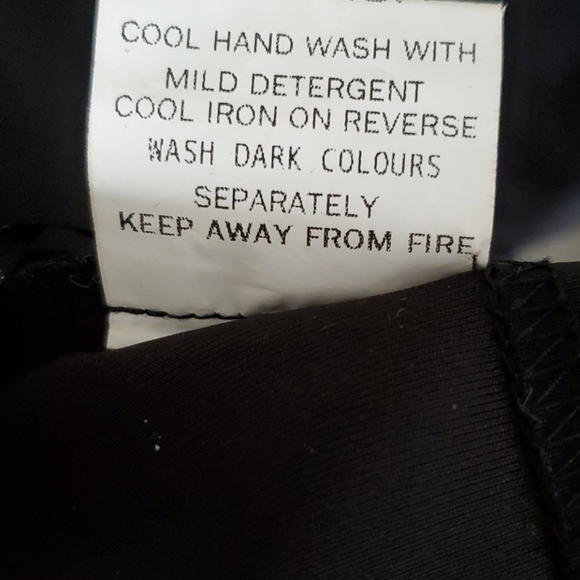 COOL HAND WASH WITH
MILD DETERGENT
COOL IRON ON REVERSE
WASH DARK COLOURS
SEPARATELY
KEEP AWAY FROM FIRE